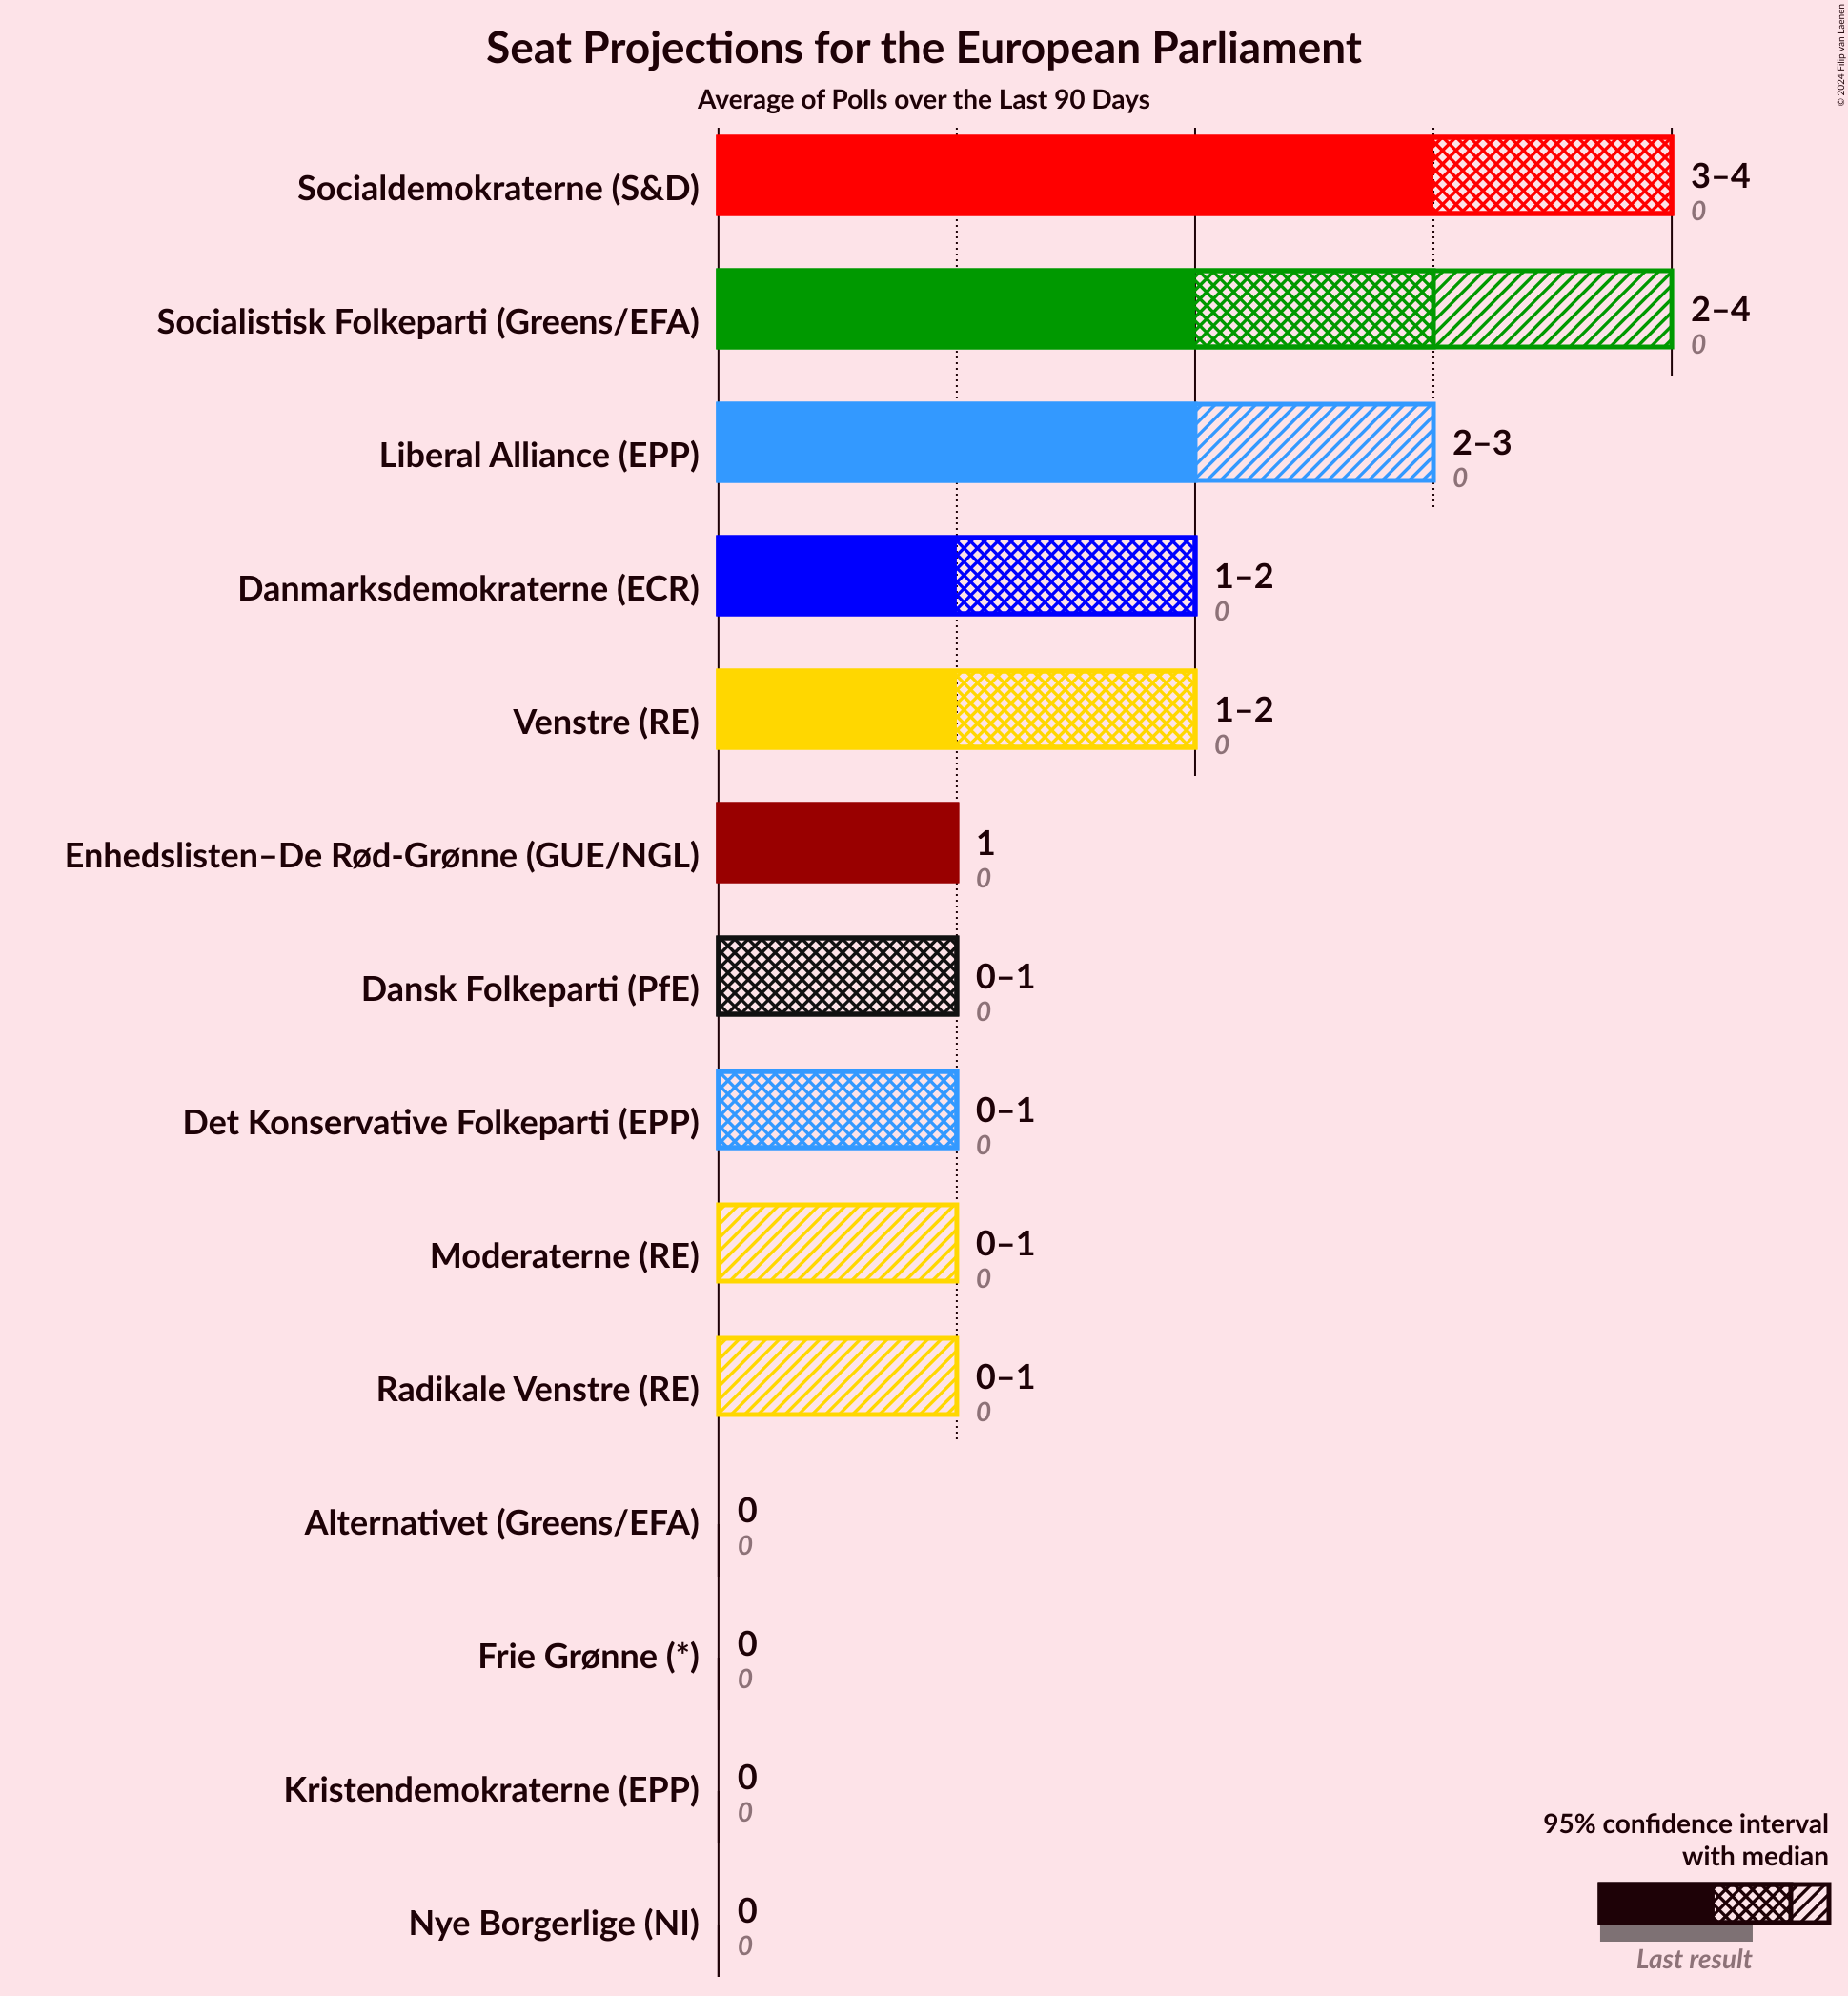 Seat Projections for the European Parliament
Average of Polls over the Last 90 Days
© 2024 Filip van Laenen
Socialdemokraterne (S&D)
3–4
0
Socialistisk Folkeparti (Greens/EFA)
2–4
0
Liberal Alliance (EPP)
2–3
0
Danmarksdemokraterne (ECR)
1–2
0
Venstre (RE)
1–2
0
Enhedslisten–De Rød-Grønne (GUE/NGL)
1
0
Dansk Folkeparti (PfE)
0–1
0
Det Konservative Folkeparti (EPP)
0–1
0
Moderaterne (RE)
0–1
0
Radikale Venstre (RE)
0–1
0
Alternativet (Greens/EFA)
0
0
Frie Grønne (*)
0
0
Kristendemokraterne (EPP)
0
0
Nye Borgerlige (NI)
0
0
95% confidence interval
with median
Last result